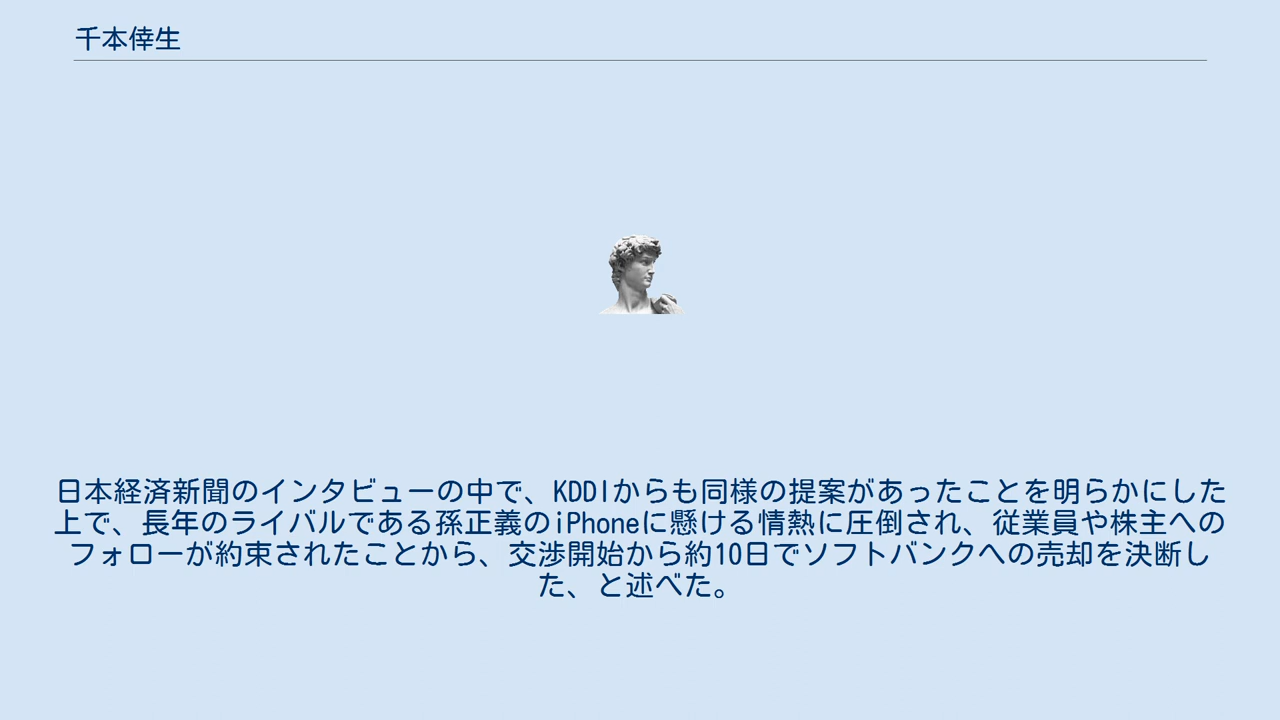 千本倖生
日本経済新聞のインタビューの中で、KDDIからも同様の提案があったことを明らかにした
上で、長年のライバルである孫正義のiPhoneに懸ける情熱に圧倒され、従業員や株主への
フォローが約束されたことから、交渉開始から約10日でソフトバンクへの売却を決断し
た、と述べた。